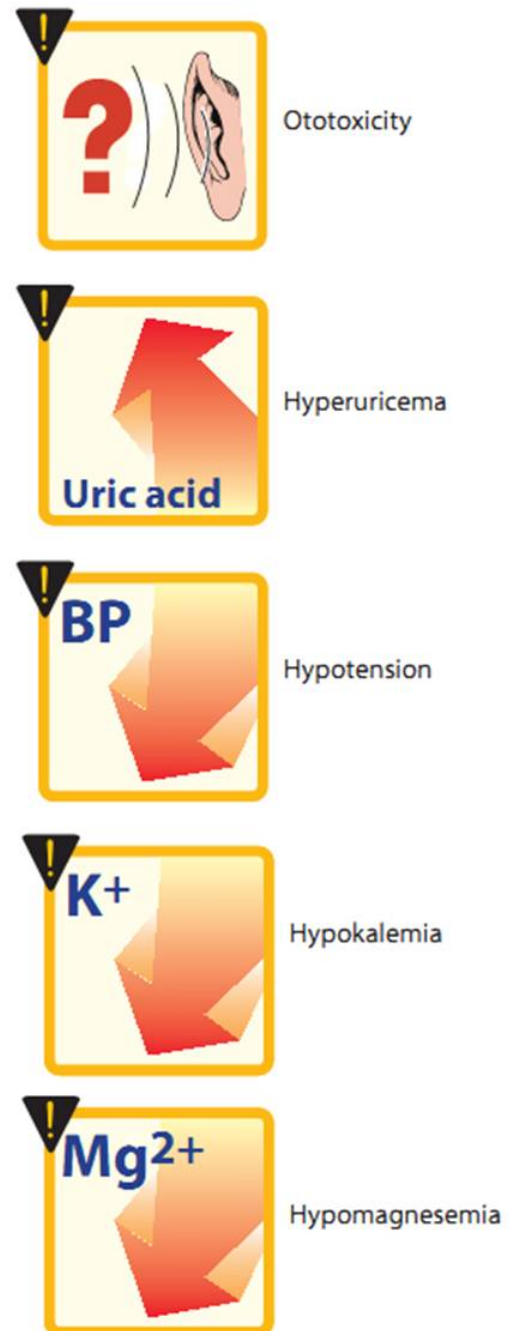 !
?
Ototoxicity
!
Uric acid
Hyperuricema
!
BP
Hypotension
!
K+
Hypokalemia
!
Mg2+
Hypomagnesemia